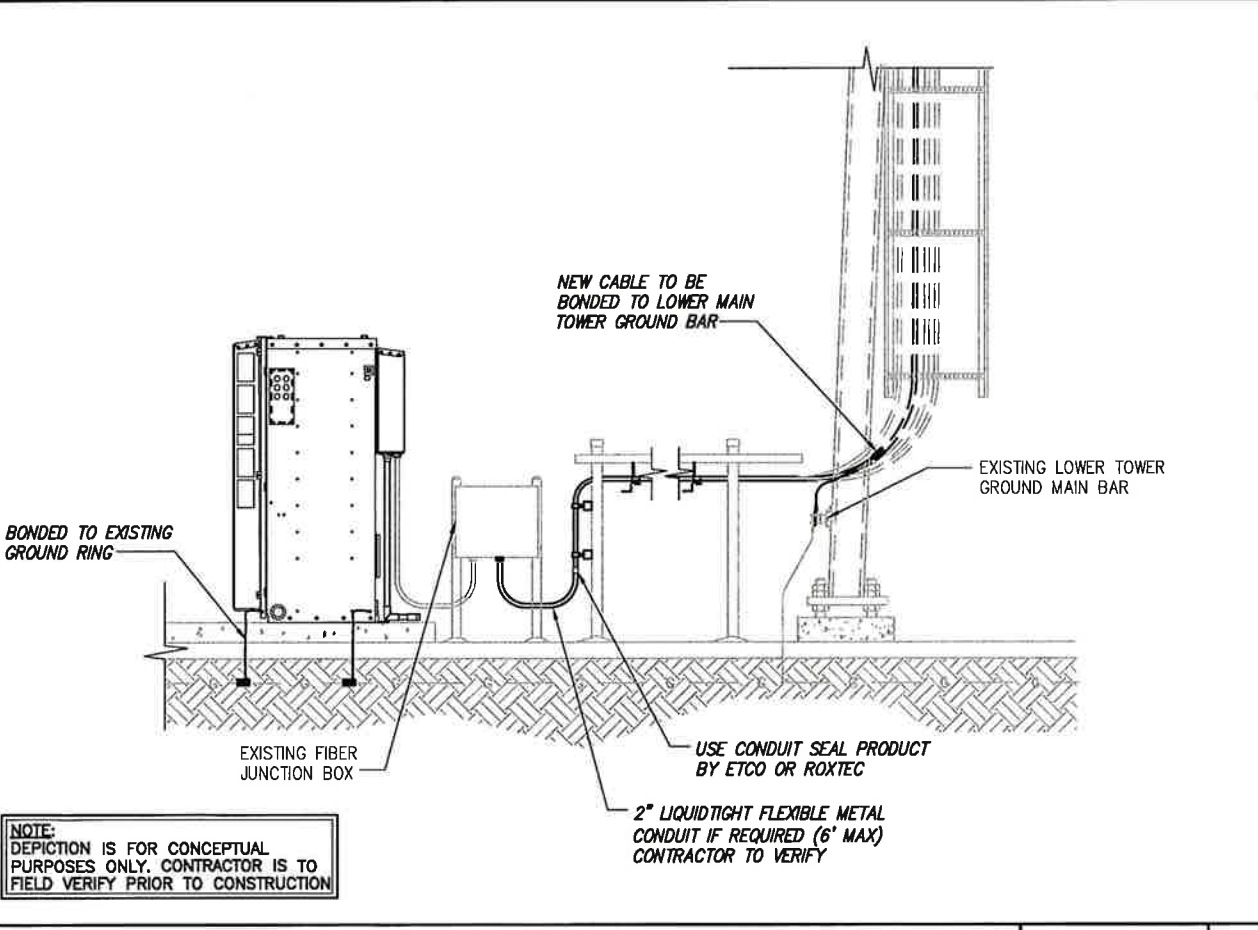 NEW CABLE TO BE
BONDED TO LOWER MAIN
TOWER GROUND BAR
EXISTING LOWER TOWER
GROUND MAIN BAR
BONDED TO EXISTING
GROUND RING
G G G G G G G G
EXISTING FIBER
JUNCTION BOX
USE CONDUIT SEAL PRODUCT
BY ETCO OR ROXTEC
2" LIQUIDTIGHT FLEXIBLE METAL
CONDUIT IF REQUIRED (6' MAX)
CONTRACTOR TO VERIFY
NOTE:
DEPICTION IS FOR CONCEPTUAL
PURPOSES ONLY. CONTRACTOR IS TO
FIELD VERIFY PRIOR TO CONSTRUCTION